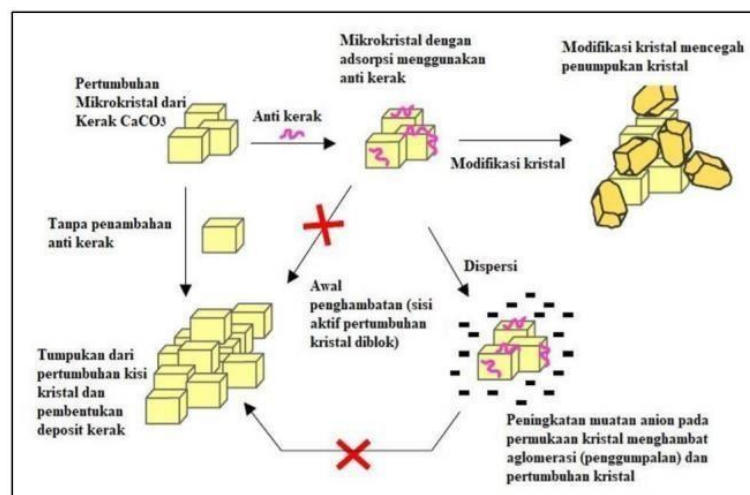 Pertumbuhan
Mikrokristal dari
Kerak CaCO3
Anti kerak
Mikrokristal dengan
adsorpsi menggunakan
anti kerak
Modifikasi kristal
Modifikasi kristal mencegah
penumpukan kristal
Tanpa penambahan
anti kerak
Awal
penghambatan (sisi
aktif pertumbuhan
kristal diblok)
Dispersi
Tumpukan dari
pertumbuhan kisi
kristal dan
pembentukan
deposit kerak
Peningkatan muatan anion pada
permukaan kristal menghambat
aglomerasi (penggumpalan) dan
pertumbuhan kristal